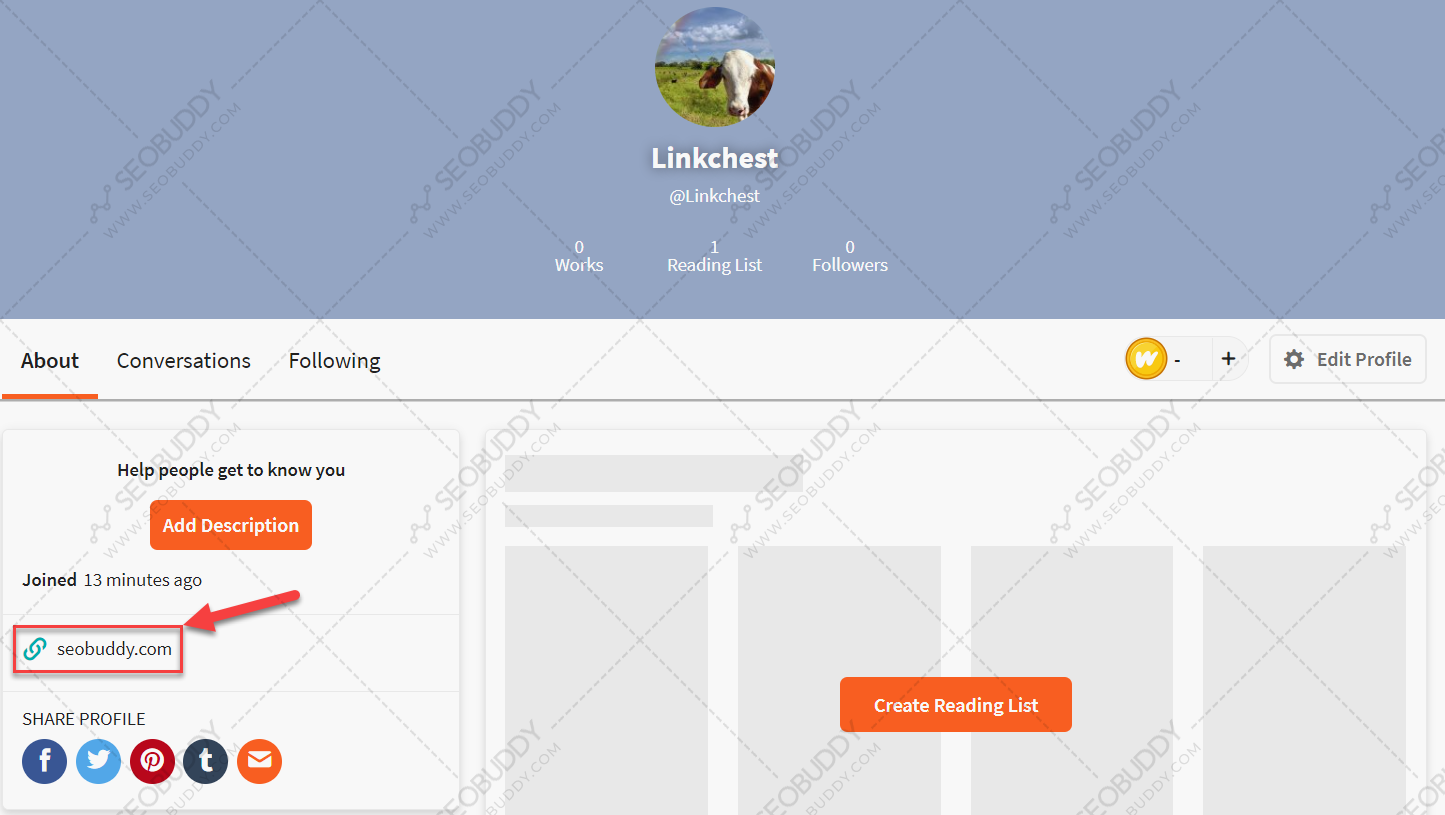 Linkchest
@Linkchest
0 1 0
Works Reading List Followers
About Conversations Following - + Edit Profile
Help people get to know you
Add Description
Joined 13 minutes ago
seobuddy.com
Create Reading List
SHARE PROFILE
SEOBUDDY
WWW.SEOBUDDY.COM